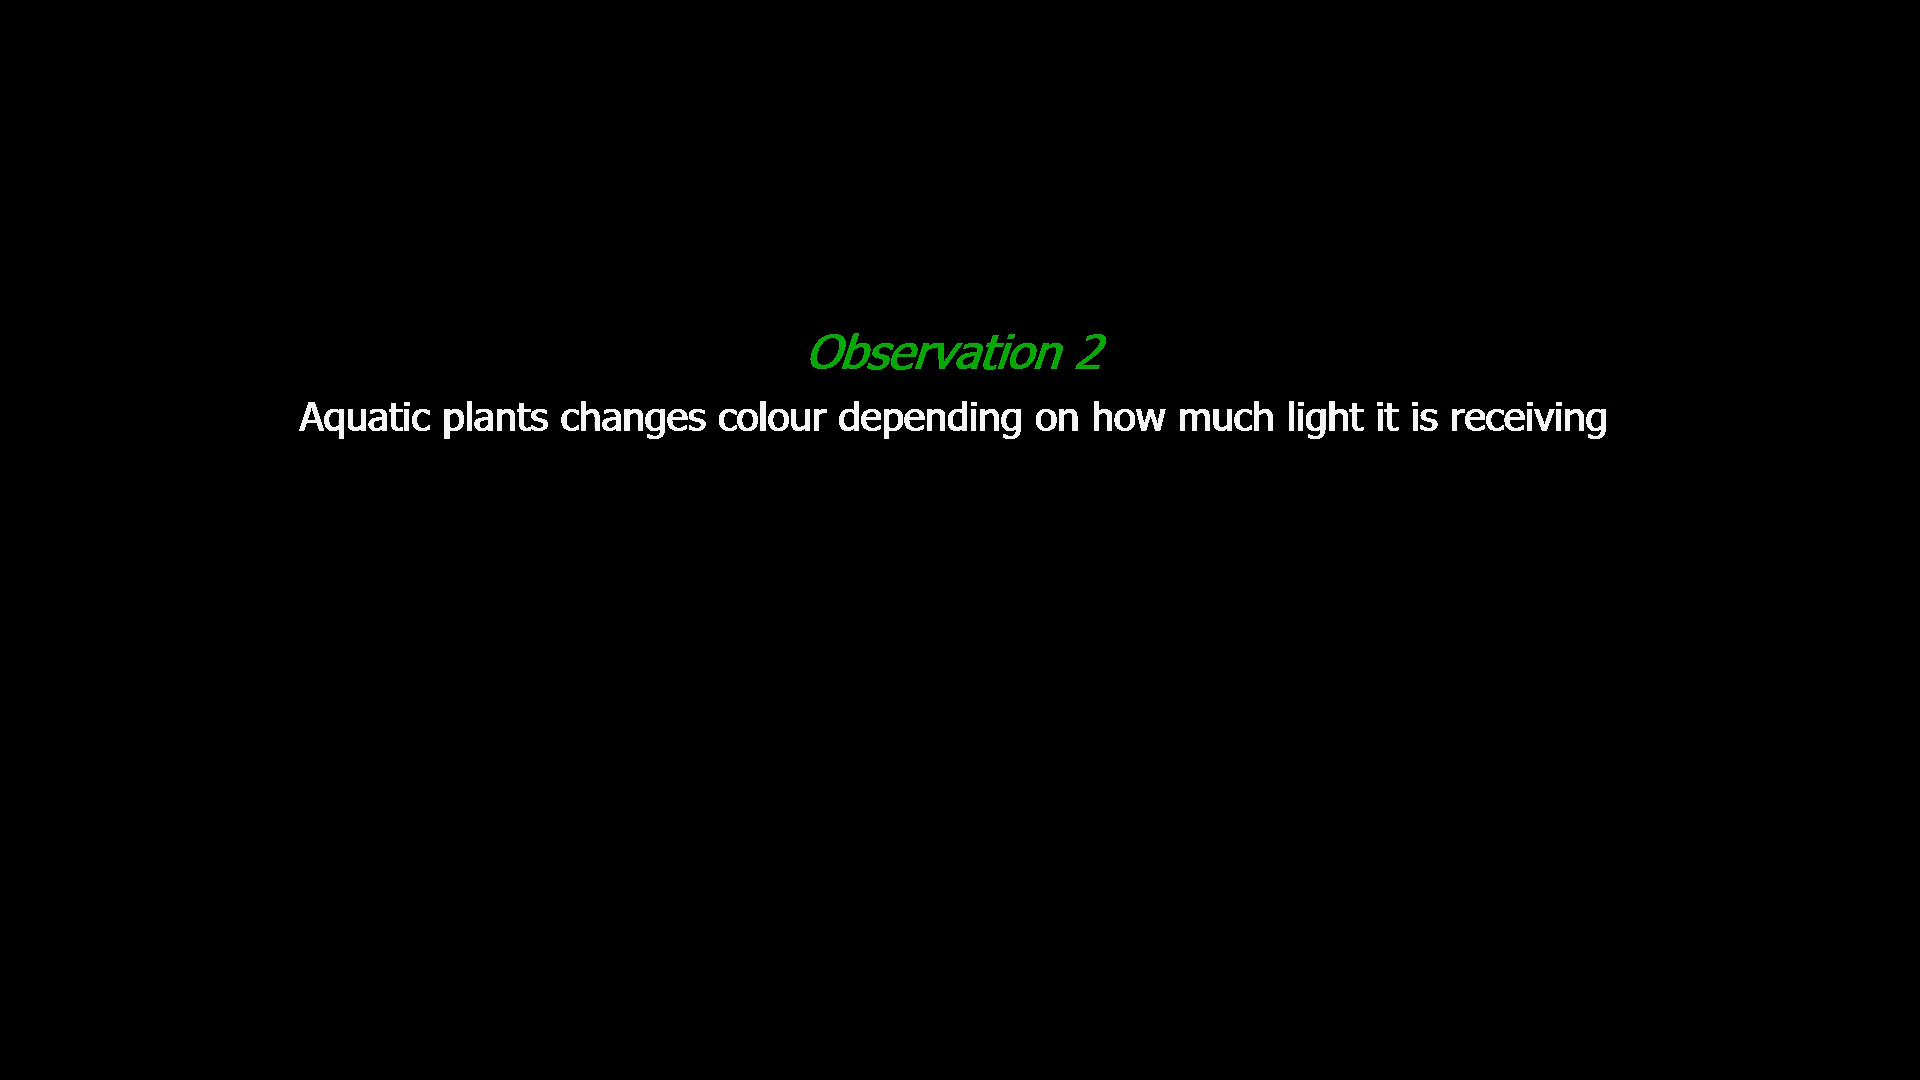 Observation 2
Aquatic plants changes colour depending on how much light it is receiving